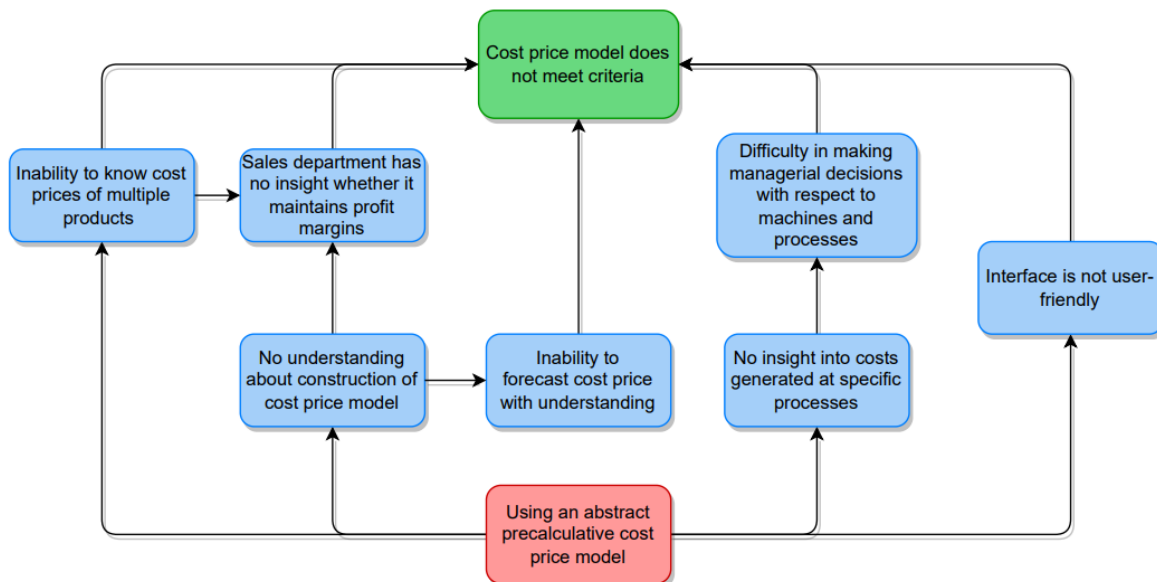 Cost price model does
not meet criteria
Inability to know cost
prices of multiple
products
Sales department has
no insight whether it
maintains profit
margins
Difficulty in making
managerial decisions
with respect to
machines and
processes
Interface is not user-
friendly
No understanding
about construction of
cost price model
Inability to
forecast cost price
with understanding
No insight into costs
generated at specific
processes
Using an abstract
precalculative cost
price model